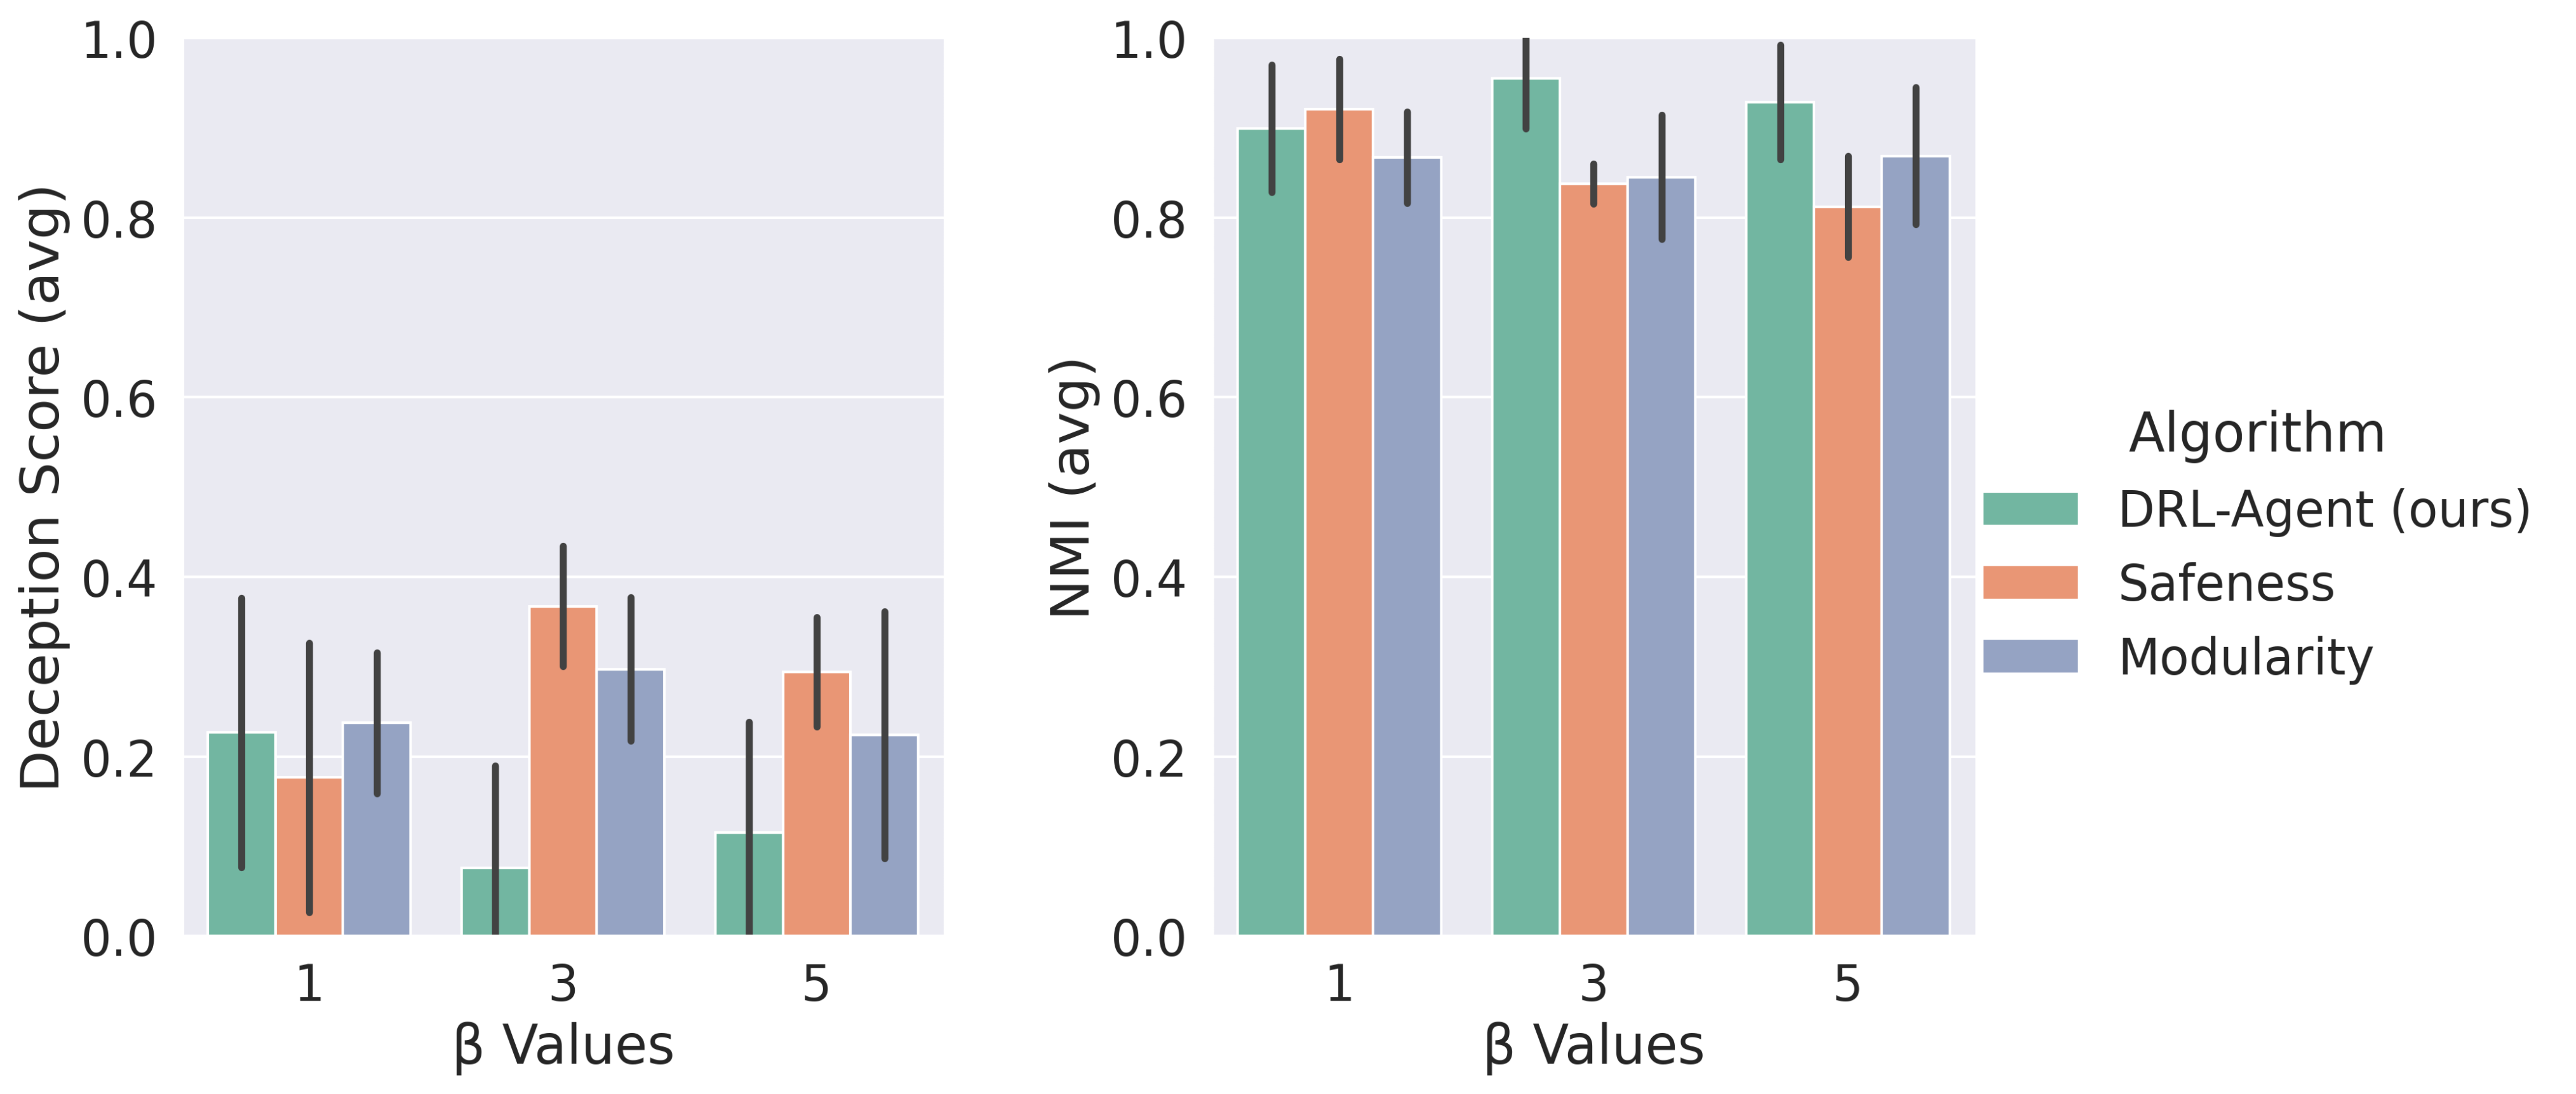 Deception Score (avg)
1.0
0.8
0.6
0.4
0.2
0.0
1 3 5
β Values
NMI (avg)
1.0
0.8
0.6
0.4
0.2
0.0
1 3 5
β Values
Algorithm
DRL-Agent (ours)
Safeness
Modularity